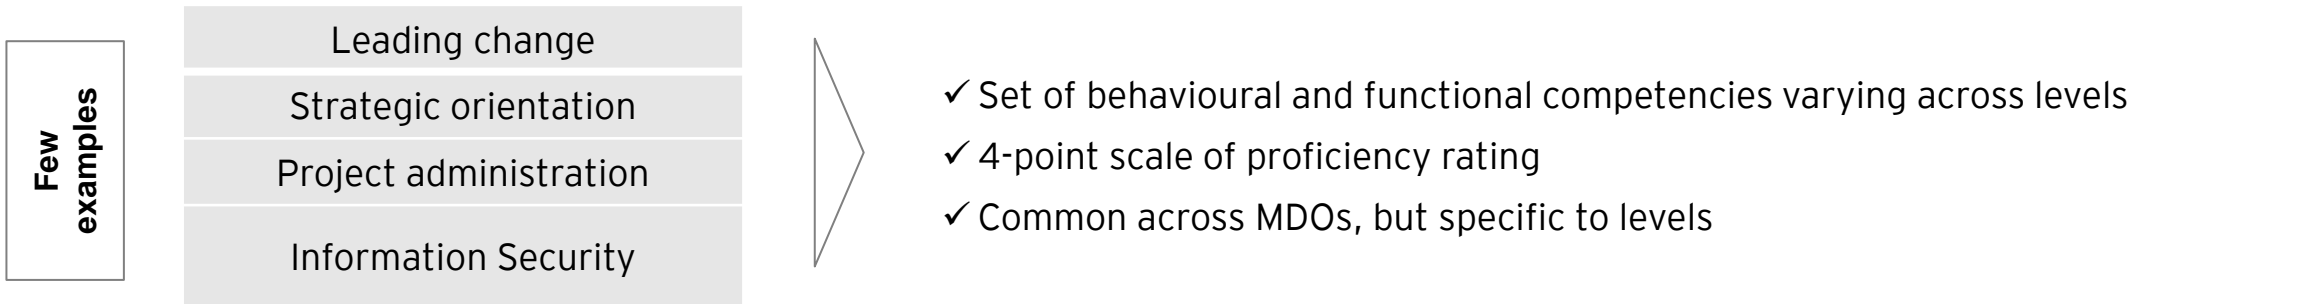 Few
examples
Leading change
Strategic orientation
Project administration
Information Security
✓ Set of behavioural and functional competencies varying across levels
✓ 4-point scale of proficiency rating
✓ Common across MDOs, but specific to levels